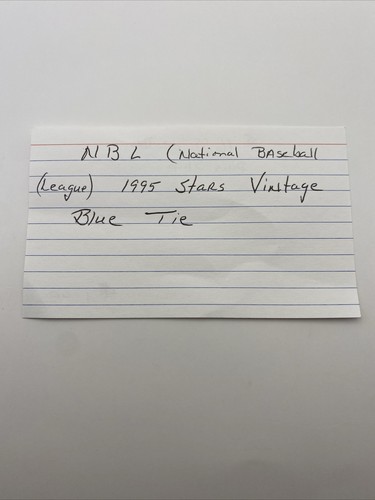 NBL (National Baseball
(League) 1995 Stars Vintage
Blue Tie